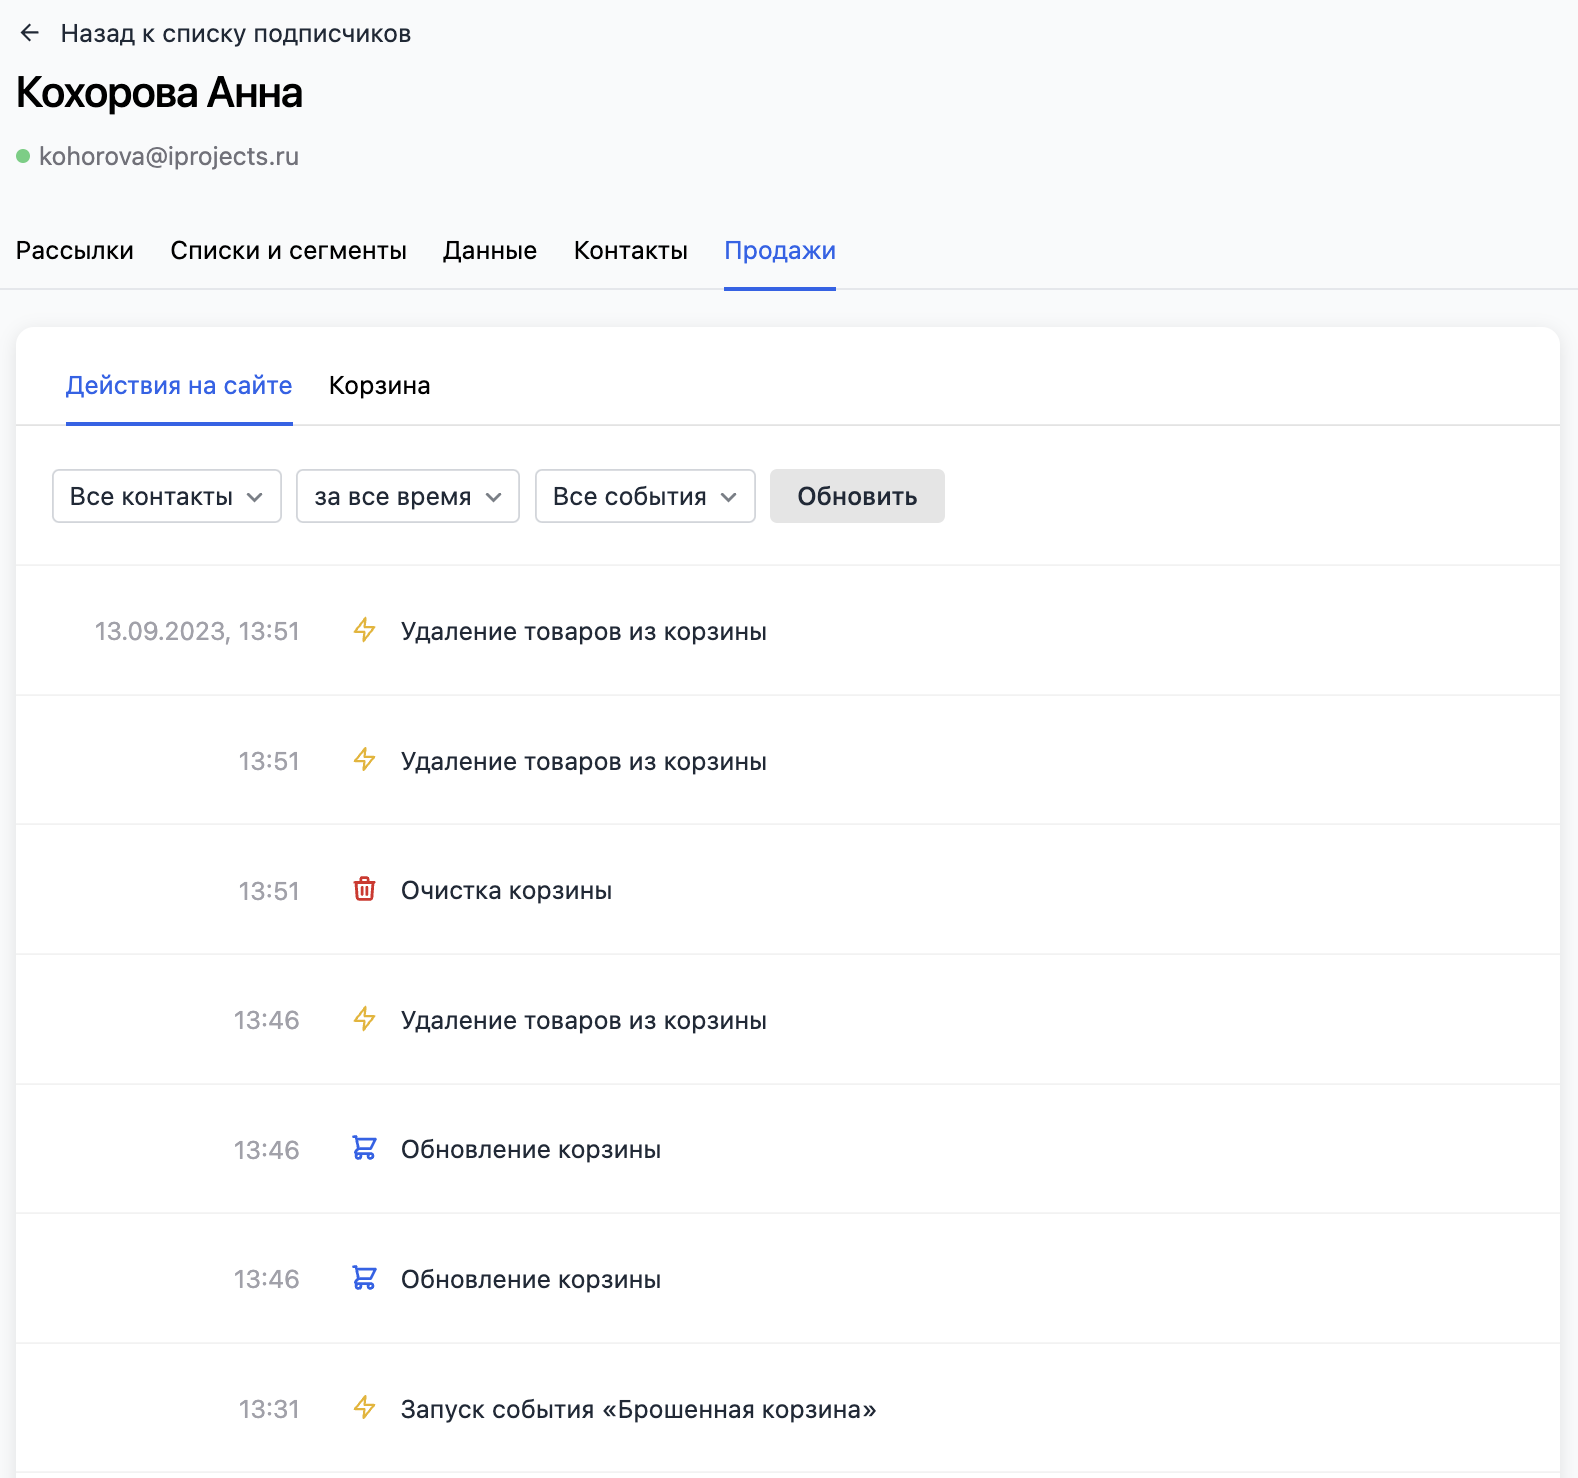 Назад к списку подписчиков
Кохорова Анна
kohorova@iprojects.ru
Рассылки Списки и сегменты Данные Контакты Продажи
Действия на сайте Корзина
Все контакты за все время Все события Обновить
13.09.2023, 13:51 Удаление товаров из корзины
13:51 Удаление товаров из корзины
13:51 Очистка корзины
13:46 Удаление товаров из корзины
13:46 Обновление корзины
13:46 Обновление корзины
13:31 Запуск события «Брошенная корзина»